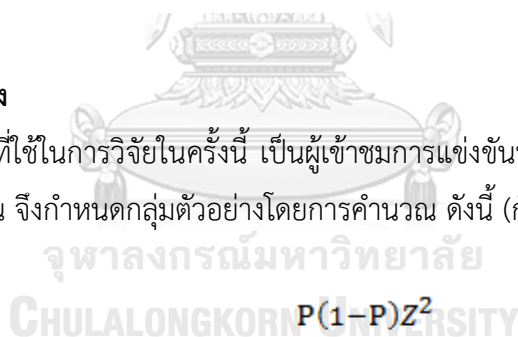 ง
ที่ใช้ในการวิจัยในครั้งนี้ เป็นผู้เข้าชมการแข่งขัน
จึงกำหนดกลุ่มตัวอย่างโดยการคำนวณ ดังนี้
จุฬาลงกรณ์มหาวิทยาลัย
P(1−P)Z²
CHULALONGKORN UNIVERSITY